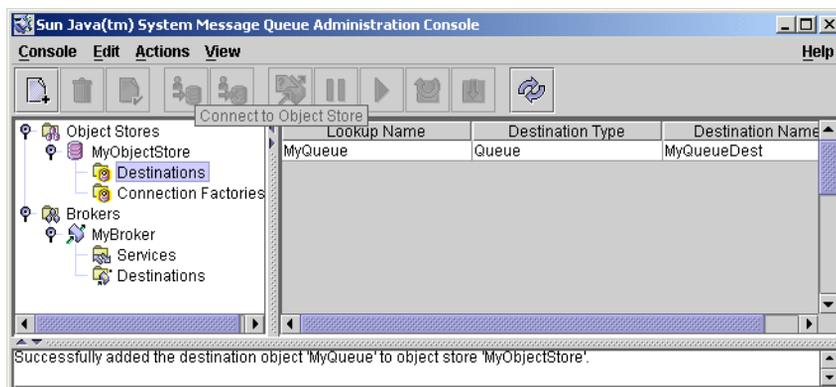 Sun Java(tm) System Message Queue Administration Console
Console Edit Actions View Help
Connect to Object Store
Object Stores
MyObjectStore
Destinations
Connection Factories
Brokers
MyBroker
Services
Destinations
Lookup Name Destination Type Destination Name
MyQueue Queue MyQueueDest
Successfully added the destination object 'MyQueue' to object store 'MyObjectStore'.